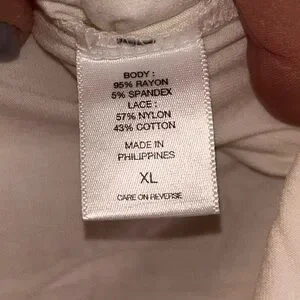 BODY :
95% RAYON
5% SPANDEX
LACE :
57% NYLON
43% COTTON
MADE IN
PHILIPPINES
XL
CARE ON REVERSE